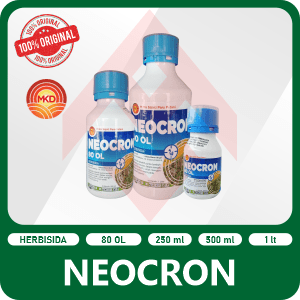 100% ORIGINAL
100% ORIGINAL
MKD
NEOCRON
80 OL
NEOCRON
80 OL
NEOCRON
HERBISIDA
80 OL
250 ml
500 ml
1 lt
NEOCRON